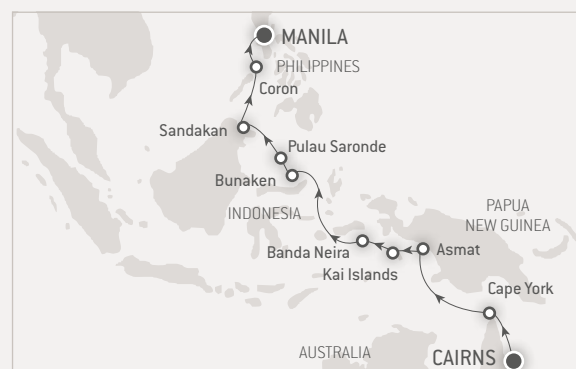 MANILA
PHILIPPINES
Coron
Sandakan
Pulau Saronde
Bunaken
INDONESIA
PAPUA
NEW GUINEA
Banda Neira
Asmat
Kai Islands
Cape York
AUSTRALIA
CAIRNS